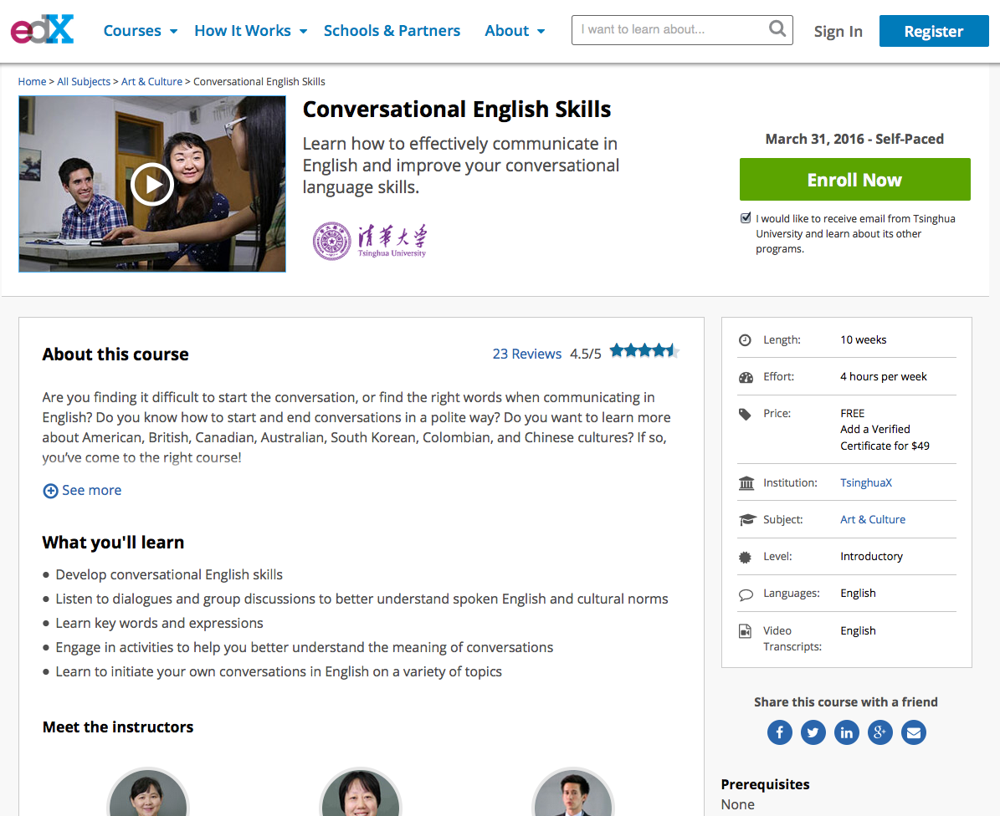 edX
Courses
How It Works
Schools & Partners
About
I want to learn about...
Sign In
Register
Home > All Subjects > Art & Culture > Conversational English Skills
Conversational English Skills
Learn how to effectively communicate in
English and improve your conversational
language skills.
清華大学
Tsinghua University
March 31, 2016 - Self-Paced
Enroll Now
I would like to receive email from Tsinghua
University and learn about its other
programs.
About this course
23 Reviews 4.5/5
Are you finding it difficult to start the conversation, or find the right words when communicating in
English? Do you know how to start and end conversations in a polite way? Do you want to learn more
about American, British, Canadian, Australian, South Korean, Colombian, and Chinese cultures? If so,
you’ve come to the right course!
See more
What you'll learn
● Develop conversational English skills
● Listen to dialogues and group discussions to better understand spoken English and cultural norms
● Learn key words and expressions
● Engage in activities to help you better understand the meaning of conversations
● Learn to initiate your own conversations in English on a variety of topics
Meet the instructors
Length: 10 weeks
Effort: 4 hours per week
Price: FREE
Add a Verified
Certificate for $49
Institution: TsinghuaX
Subject: Art & Culture
Level: Introductory
Languages: English
Video English
Transcripts:
Share this course with a friend
f
in
g+
Prerequisites
None